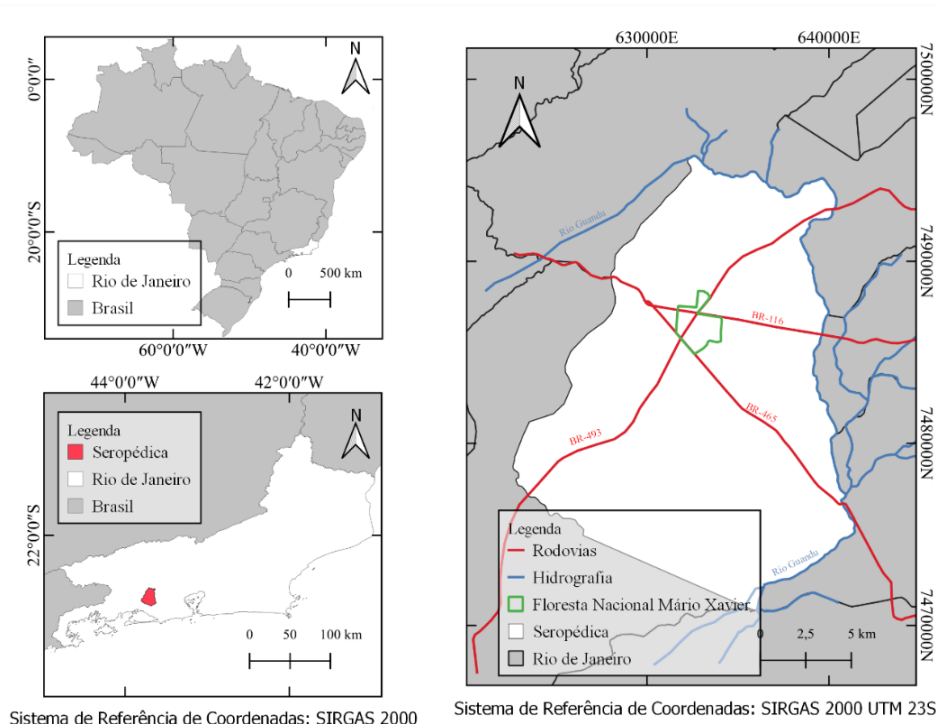 N
0°0'0"
20°0'0"S
Legenda
Rio de Janeiro
Brasil
0 500 km
60°0'0"W 40°0'0"W
44°0'0"W 42°0'0"W
N
Legenda
Seropédica
Rio de Janeiro
Brasil
22°0'0"S
0 50 100 km
Sistema de Referência de Coordenadas: SIRGAS 2000
630000E 640000E
7500000N
N
Rio Guandu
7490000N
BR-116
BR-465
BR-493
7480000N
Legenda
Rodovias
Hidrografia
Floresta Nacional Mário Xavier
Seropédica
Rio de Janeiro
Rio Guandu
7470000N
0 2,5 5 km
Sistema de Referência de Coordenadas: SIRGAS 2000 UTM 23S